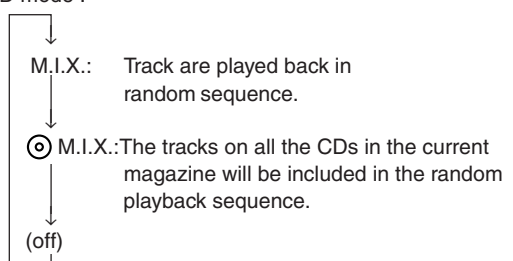 M.I.X.: Track are played back in
random sequence.
M.I.X.:The tracks on all the CDs in the current
magazine will be included in the random
playback sequence.
(off)